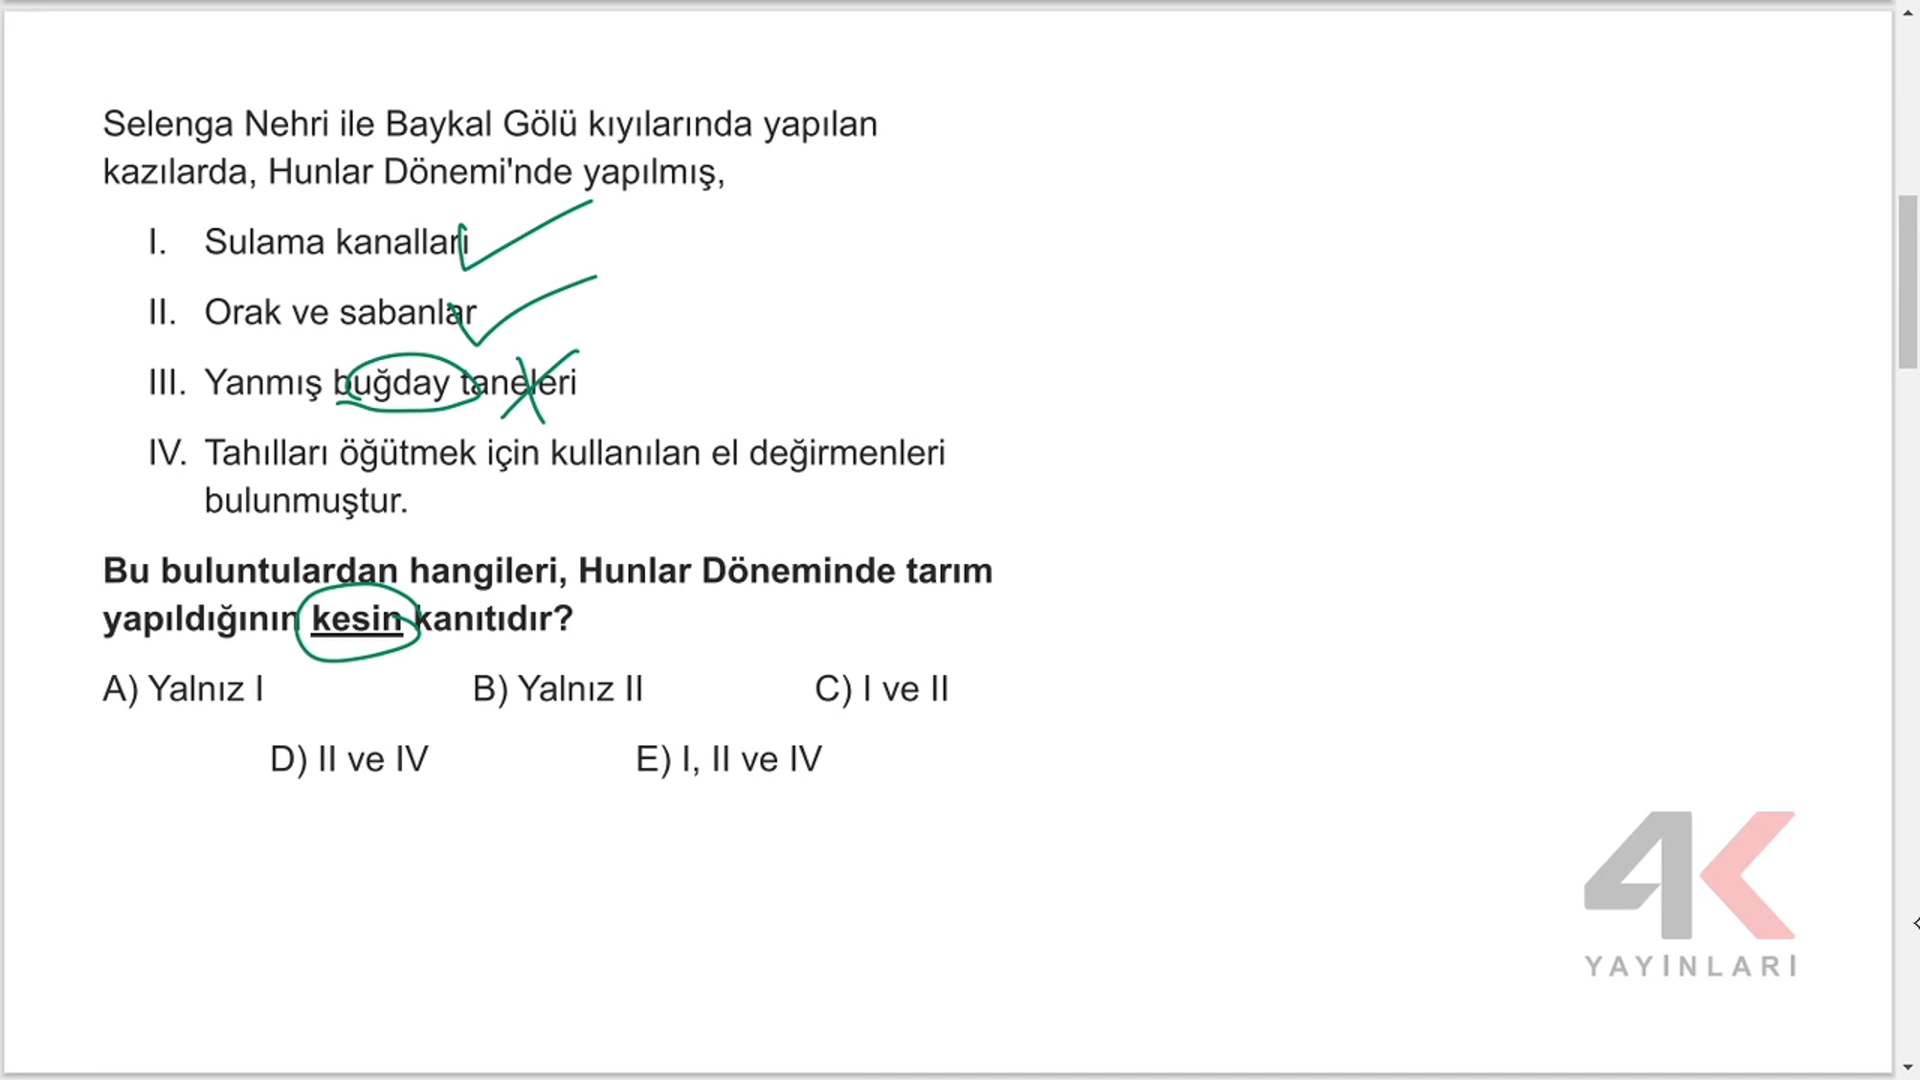 Selenga Nehri ile Baykal Gölü kıyılarında yapılan
kazılarda, Hunlar Dönemi'nde yapılmış,
I. Sulama kanalları
II. Orak ve sabanlar
III. Yanmış buğday taneleri
IV. Tahılları öğütmek için kullanılan el değirmenleri
bulunmuştur.
Bu buluntulardan hangileri, Hunlar Döneminde tarım
yapıldığının kesin kanıtıdır?
A) Yalnız I B) Yalnız II C) I ve II
D) II ve IV E) I, II ve IV
4K
YAYINLARI